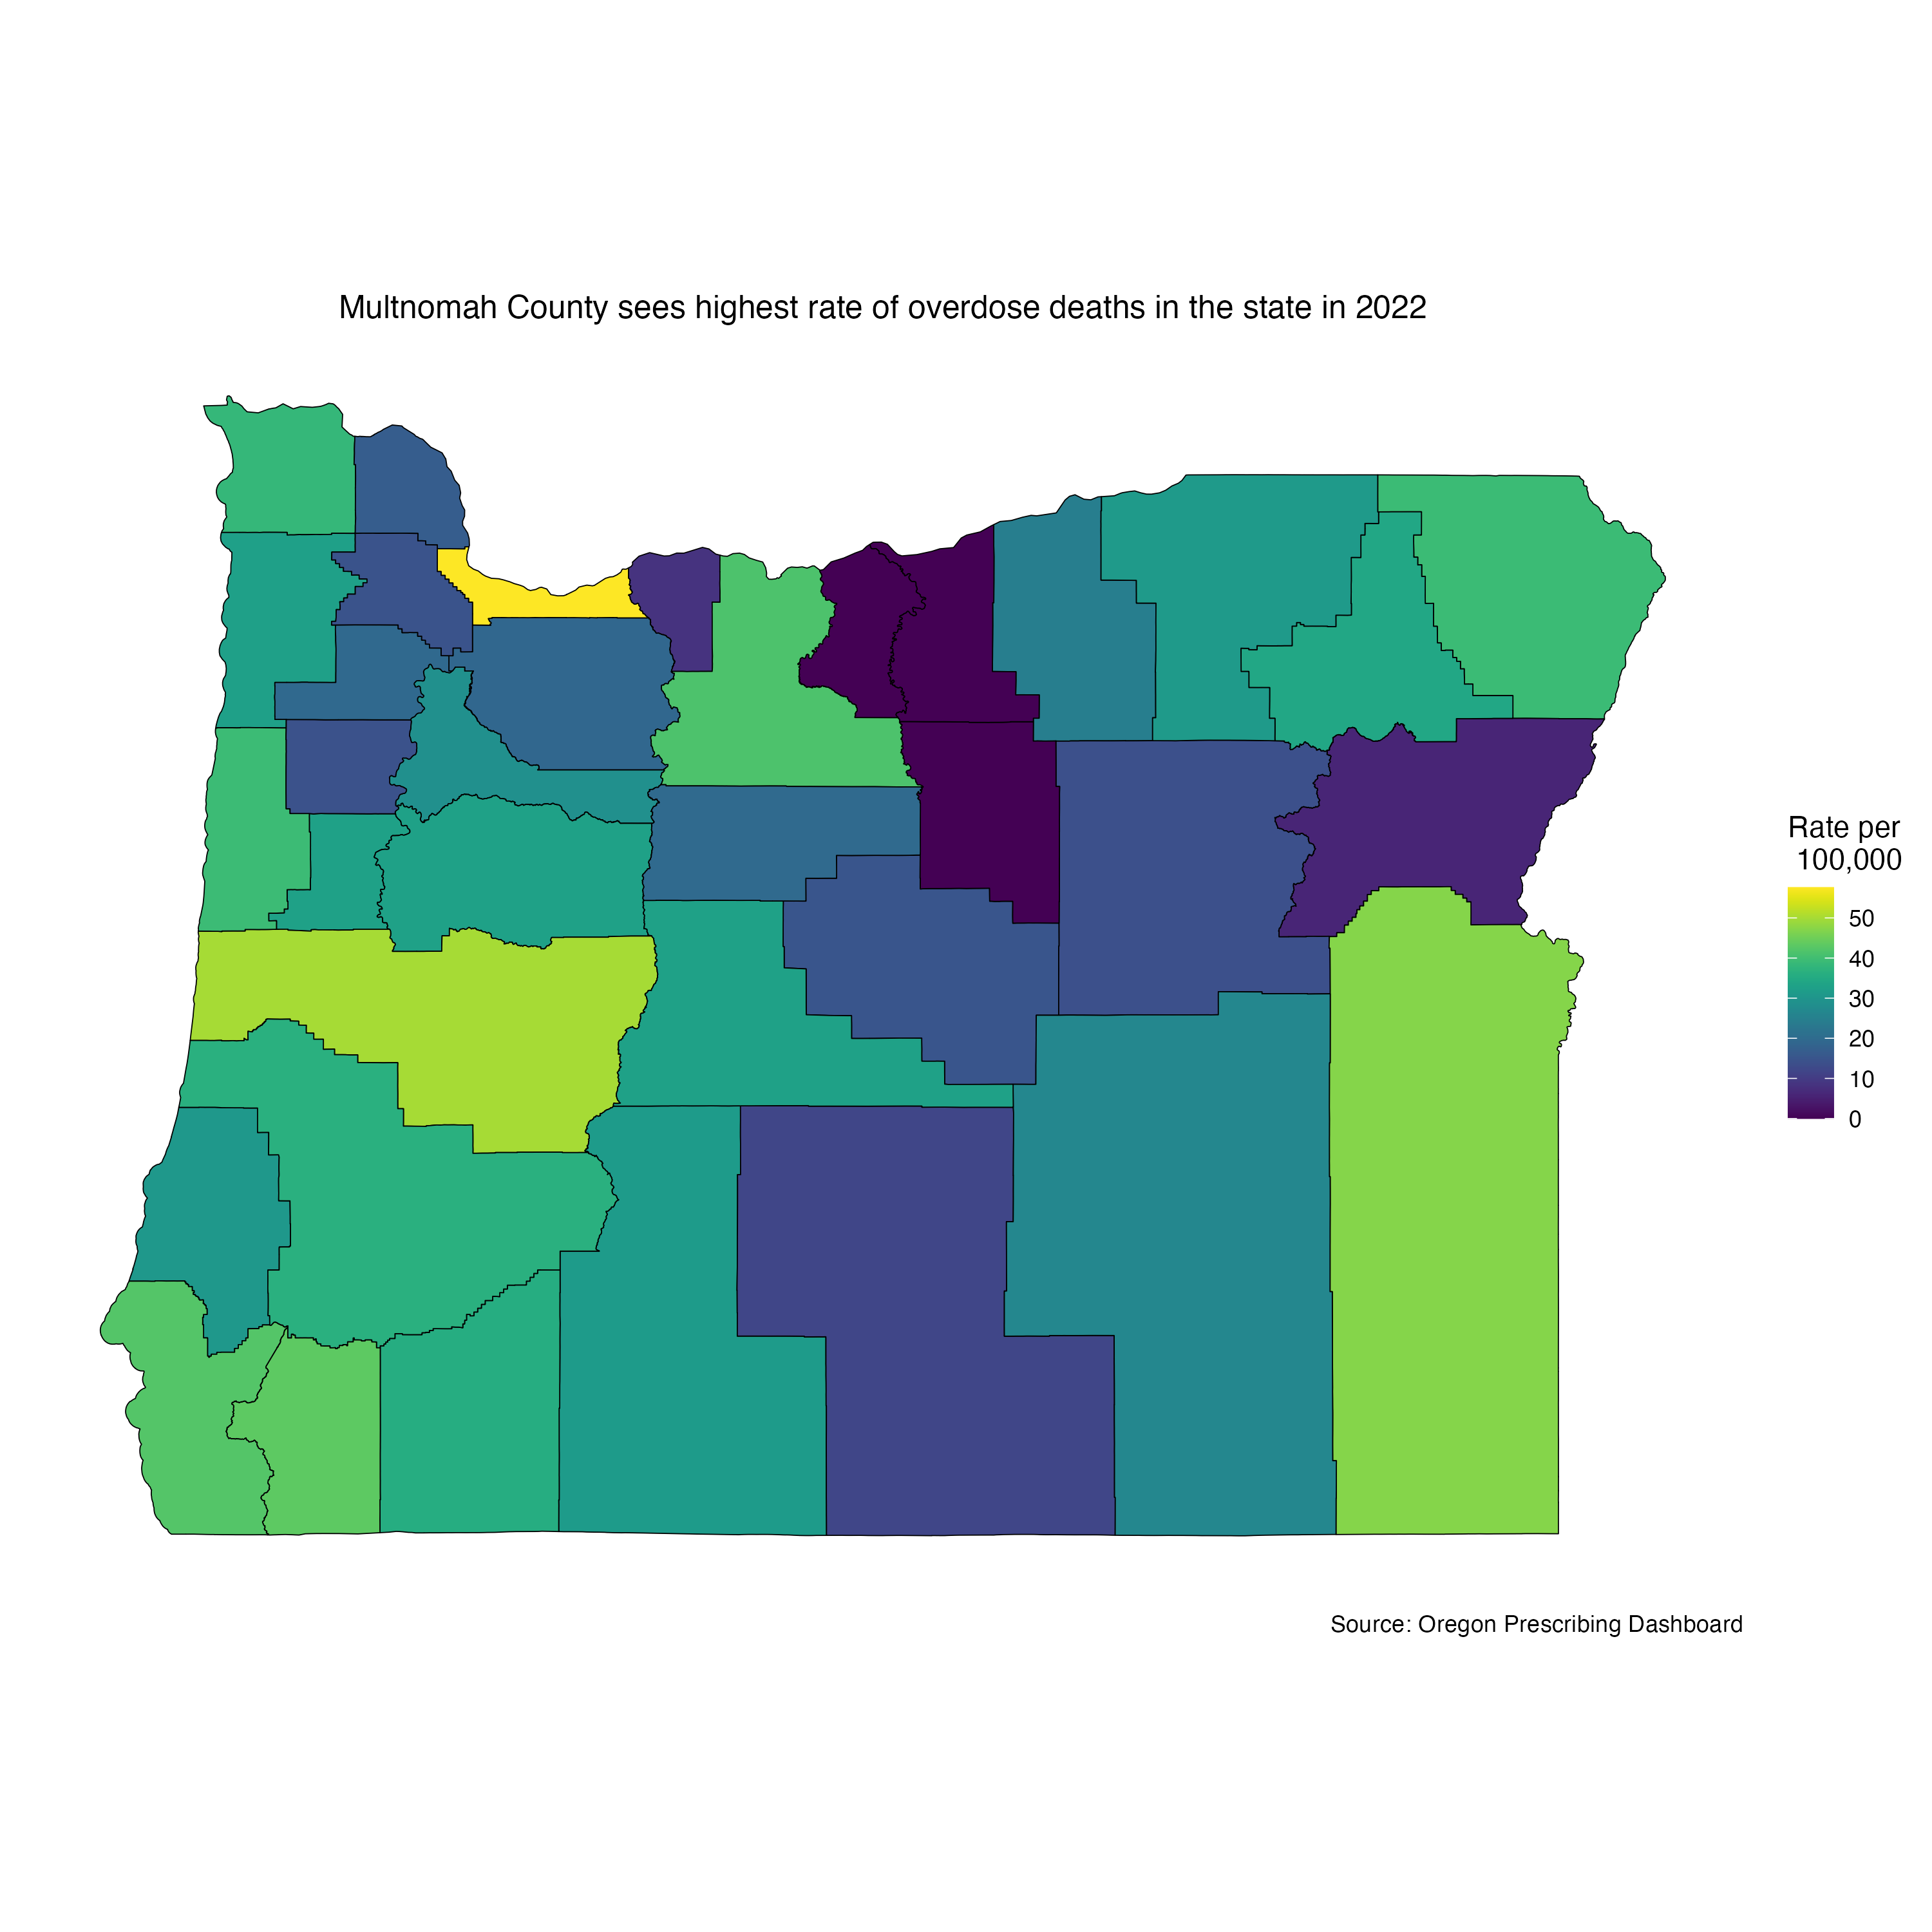 Multnomah County sees highest rate of overdose deaths in the state in 2022
Rate per
100,000
50
40
30
20
10
0
Source: Oregon Prescribing Dashboard